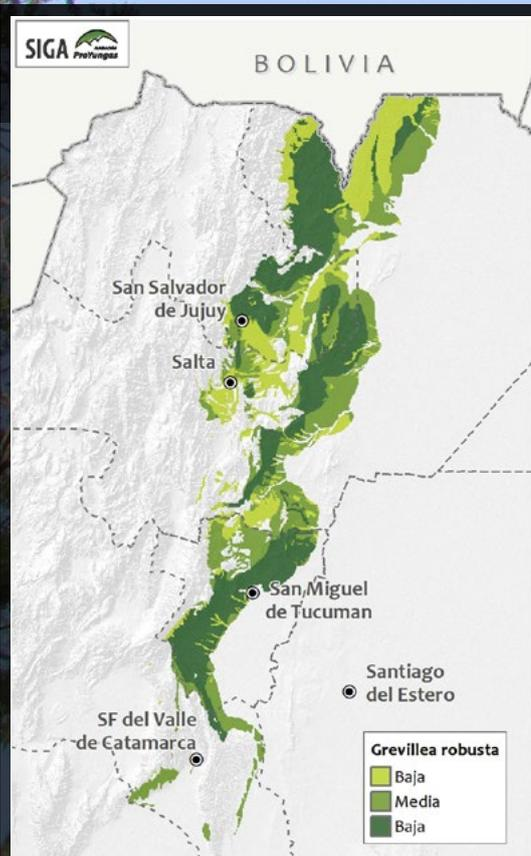 SIGA
ProYungas
BOLIVIA
San Salvador
de Jujuy
Salta
San Miguel
de Tucuman
Santiago
del Estero
SF del Valle
de Catamarca
Grevillea robusta
Baja
Media
Baja